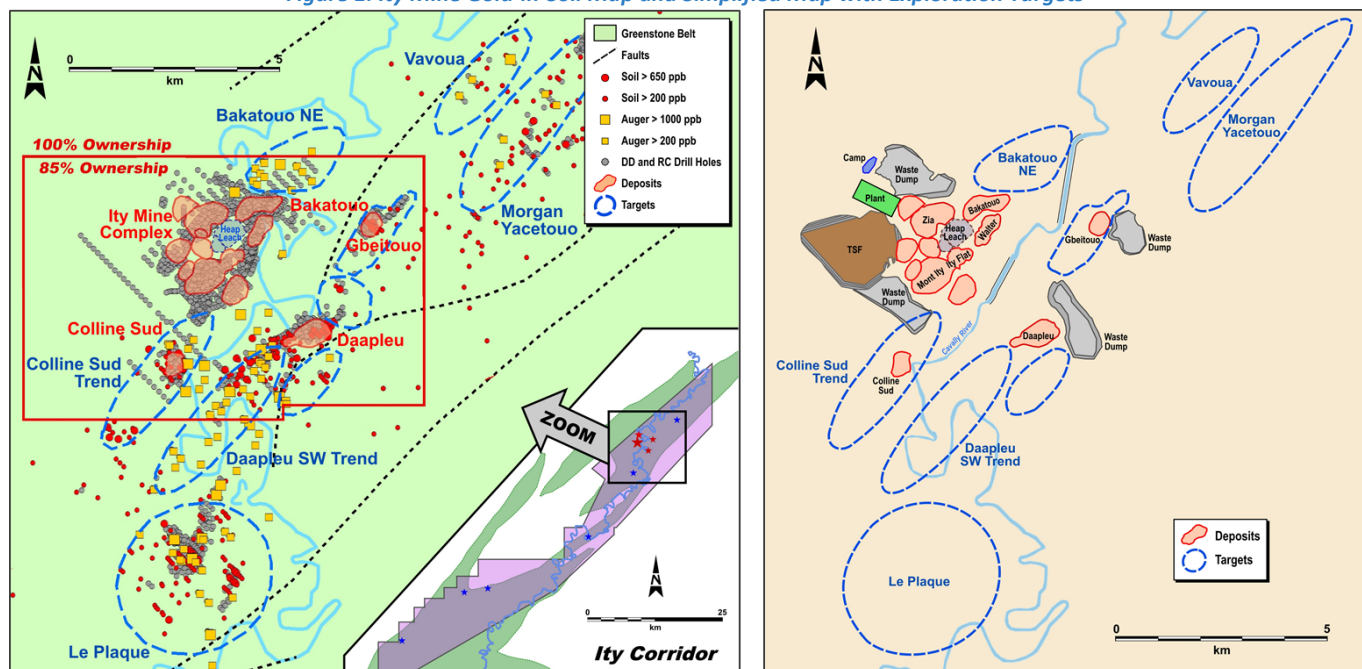 Figure 2: Ity Mine Gold-in-Soil Map and Simplified Map with Exploration Targets
N
0
5
km
Vavoua
Greenstone Belt
Faults
Soil > 650 ppb
Soil > 200 ppb
Auger > 1000 ppb
Auger > 200 ppb
DD and RC Drill Holes
Deposits
Targets
Bakatouo NE
100% Ownership
85% Ownership
Ity Mine
Complex
Bakatouo
Heap
Leach
Gbeitouo
Morgan
Yacetouo
Colline Sud
Daapleu
Colline Sud
Trend
Daapleu SW Trend
Le Plaque
ZOOM
N
0
25
km
Ity Corridor
N
Vavoua
Morgan
Yacetouo
Bakatouo
NE
Camp
Waste
Dump
Plant
Zia
Bakatouo
Heap
Leach
Walter
TSF
Mont Ity
Ity Flat
Gbeitouo
Waste
Dump
Waste
Dump
Waste
Dump
Daapleu
Cavally River
Colline Sud
Trend
Colline
Sud
Daapleu
SW Trend
Le Plaque
Deposits
Targets
0
5
km